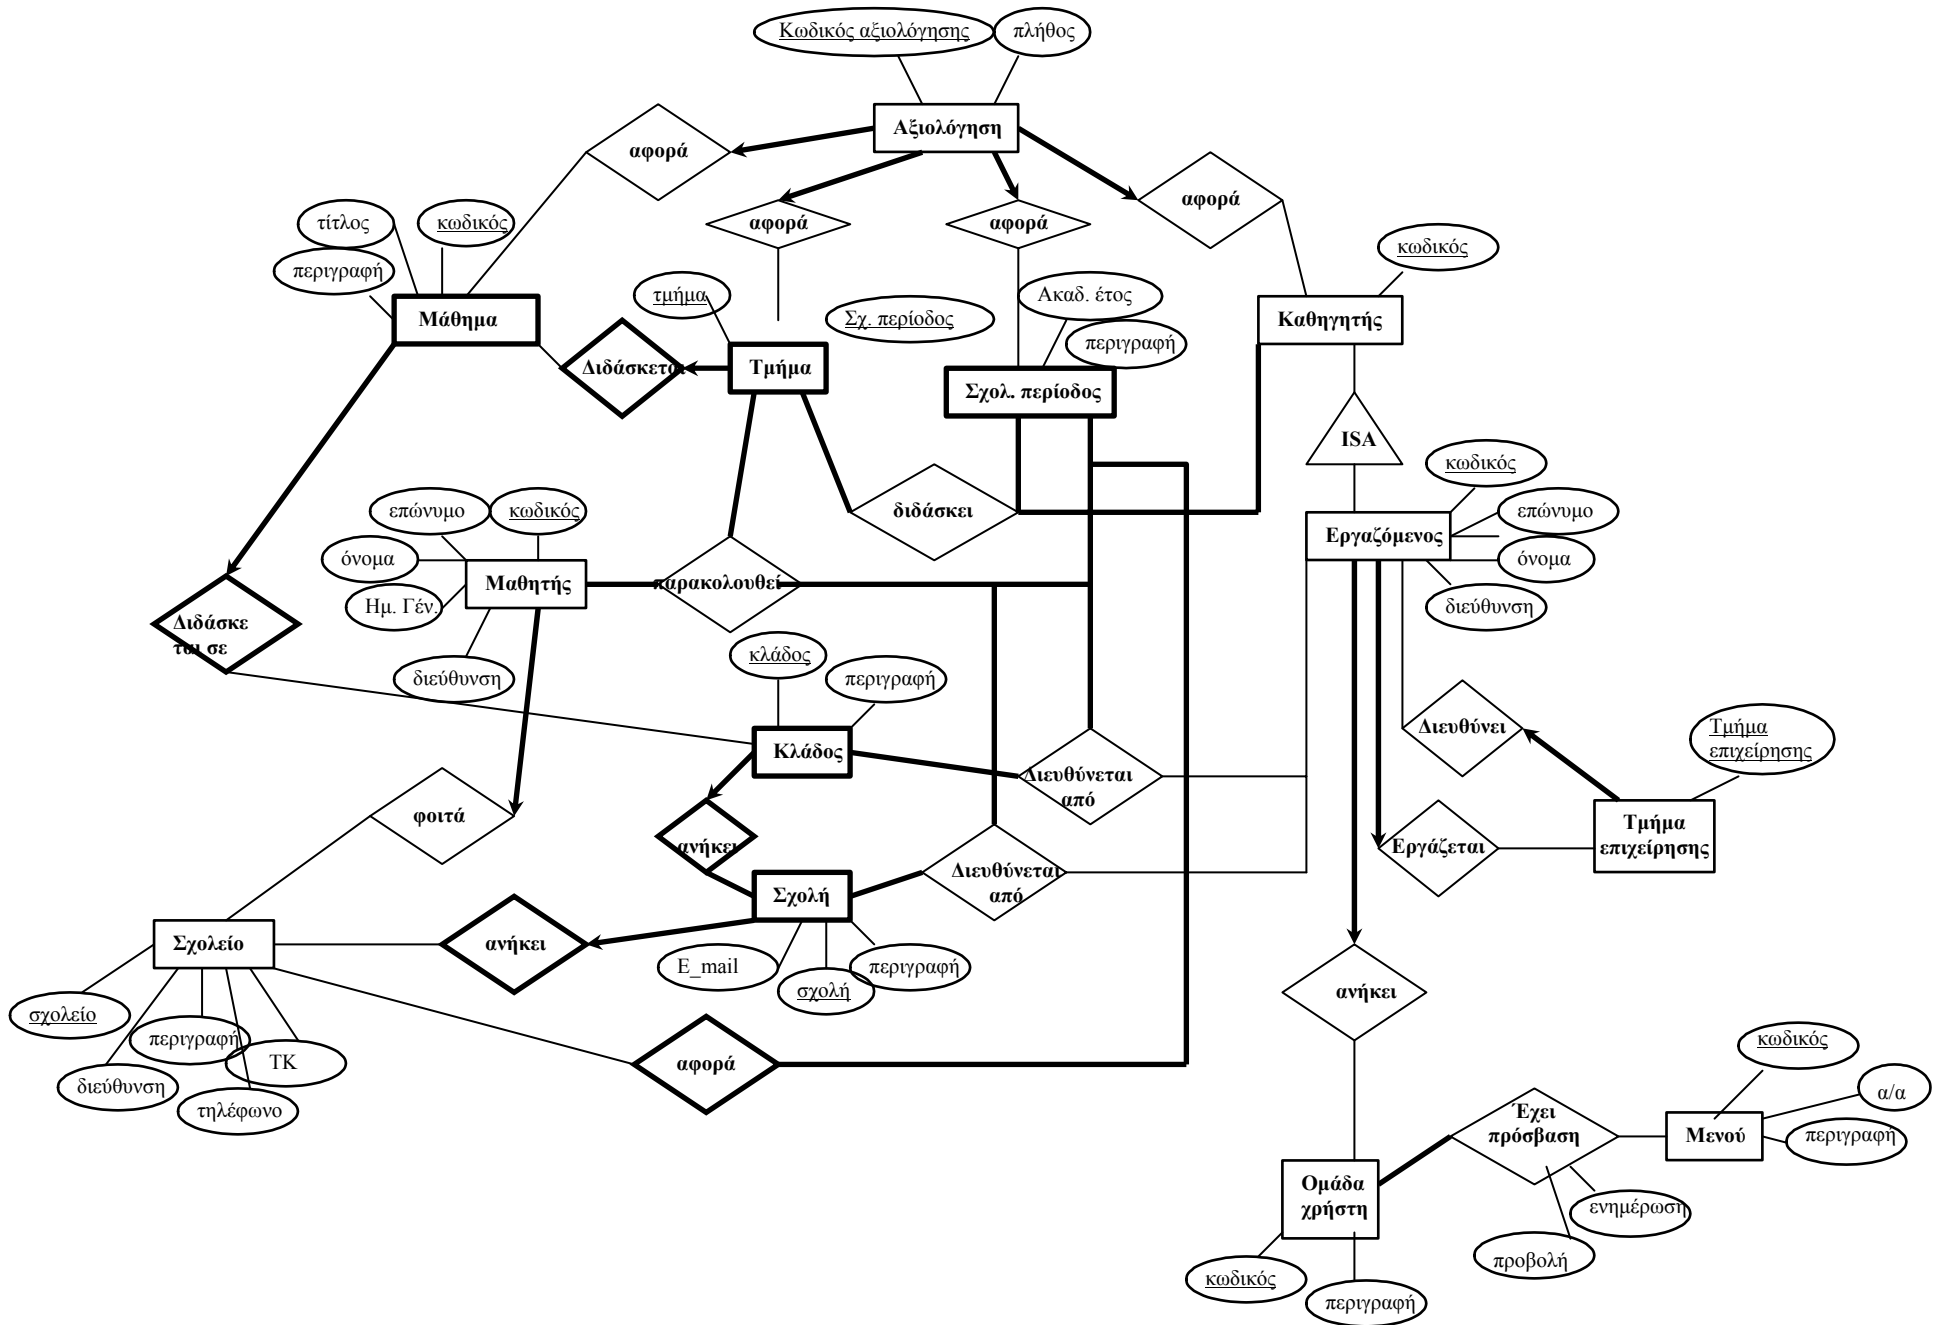 Κωδικός αξιολόγησης
πλήθος
Αξιολόγηση
αφορά
αφορά
αφορά
αφορά
τίτλος
κωδικός
περιγραφή
κωδικός
τμήμα
Σχ. περίοδος
Ακαδ. έτος
περιγραφή
Μάθημα
Καθηγητής
Διδάσκεται
Τμήμα
Σχολ. περίοδος
ISA
κωδικός
επώνυμο
όνομα
διεύθυνση
Εργαζόμενος
διδάσκει
επώνυμο
κωδικός
όνομα
Ημ. Γέν.
διεύθυνση
Μαθητής
παρακολουθεί
Διδάσκε
ται σε
κλάδος
περιγραφή
Κλάδος
Διευθύνεται
από
Διευθύνει
Τμήμα
επιχείρησης
Τμήμα
επιχείρησης
Εργάζεται
φοιτά
ανήκει
Σχολή
Διευθύνεται
από
Σχολείο
ανήκει
E_mail
σχολή
περιγραφή
ανήκει
σχολείο
περιγραφή
ΤΚ
διεύθυνση
τηλέφωνο
αφορά
κωδικός
α/α
περιγραφή
Έχει
πρόσβαση
Μενού
Ομάδα
χρήστη
ενημέρωση
προβολή
κωδικός
περιγραφή